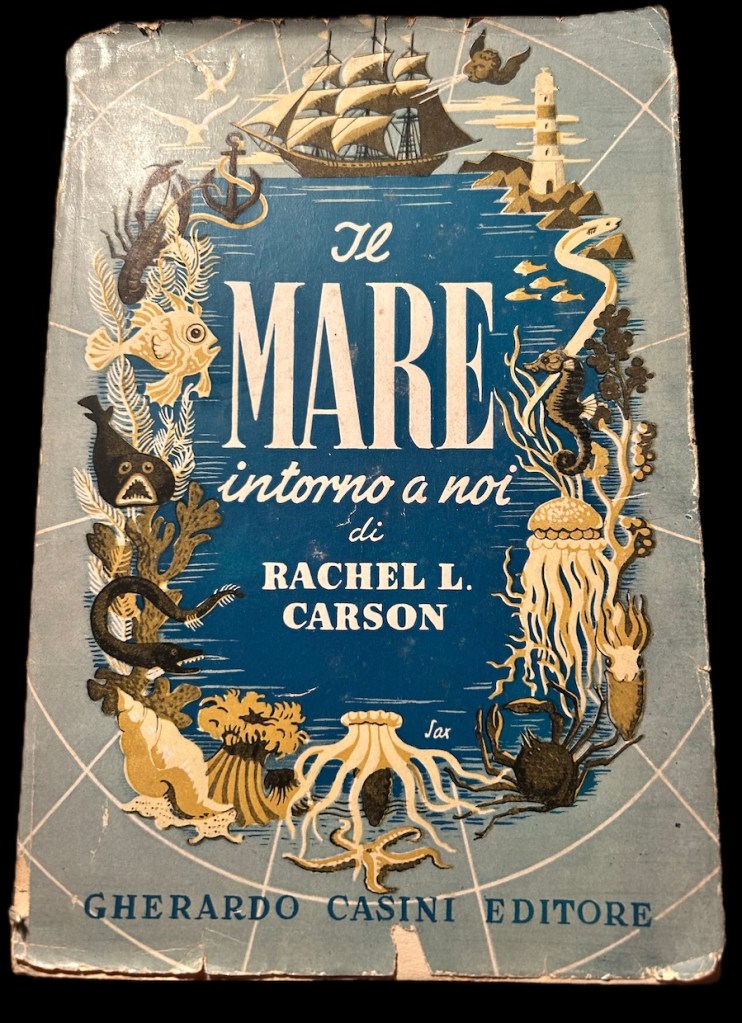 Il
MARE
intorno a noi
di
RACHEL L.
CARSON
Sax
GHERARDO CASINI EDITORE